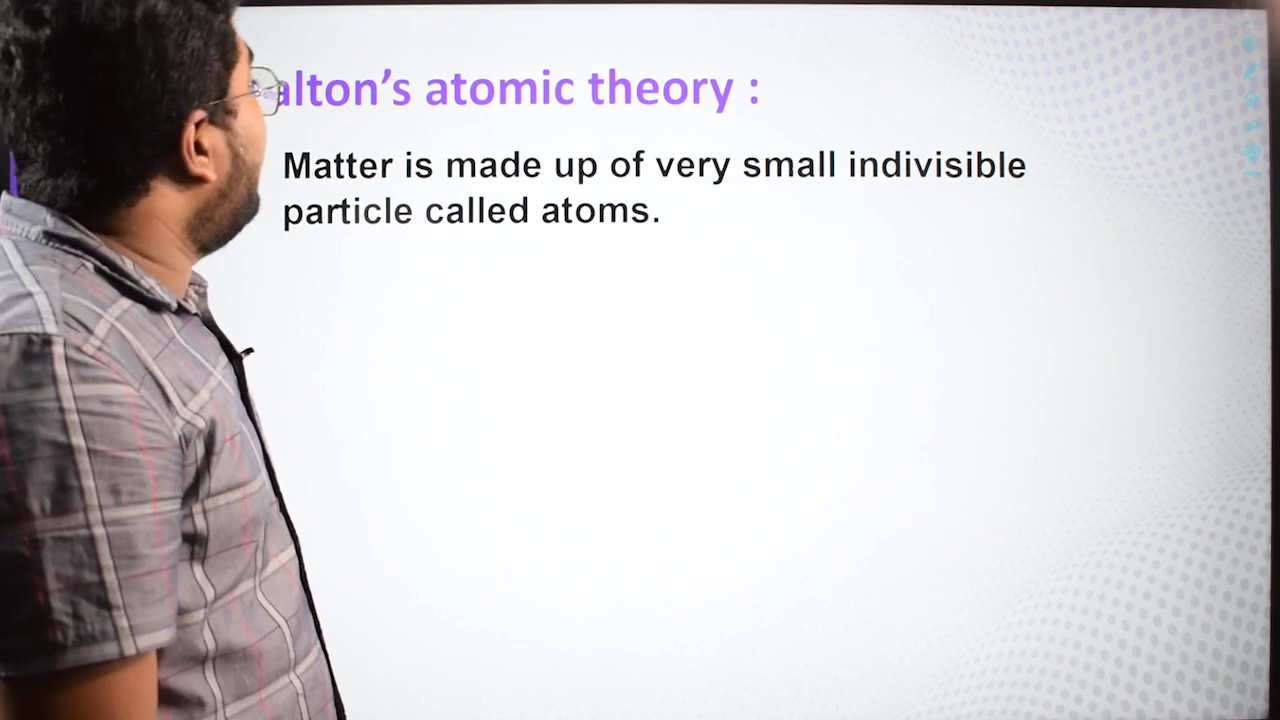 alton's atomic theory :
Matter is made up of very small indivisible
particle called atoms.